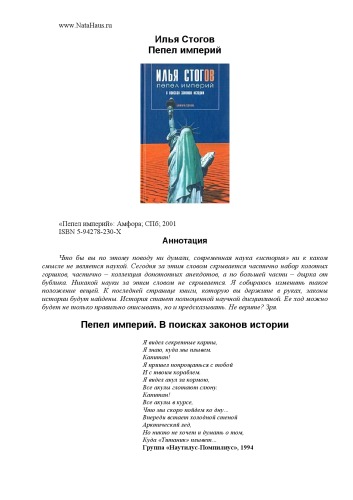 www.NataHaus.ru
Илья Стогов
Пепел империй
ИЛЬЯ СТОГОВ
ПЕПЕЛ ИМПЕРИЙ
«Пепел империй»: Амфора; СПб; 2001
ISBN 5-94278-230-X
Аннотация
Что бы вы по этому поводу ни думали, современная наука «история» ни в каком
смысле не является наукой. Сегодня за этим словом скрывается частично набор колотых
горшков, частично – коллекция допотопных анекдотов, а по большей части – дырка от
бублика. Никакой науки за этим словом не скрывается. Я собираюсь изменить такое
положение вещей. К последней странице книги, которую вы держите в руках, законы
истории будут найдены. История станет полноценной научной дисциплиной. Ее ход можно
будет не только правильно описывать, но и предсказывать. Не верите? Зря.
Пепел империй. В поисках законов истории
Я видел секретные карты,
Я знаю, куда мы плывем.
Капитан!
Я пришел попрощаться с тобой
И с твоим кораблем.
Я видел акул за кормою,
Все акулы глотают слюну.
Капитан!
Все акулы в курсе,
Что мы скоро пойдем ко дну...
Впереди встает холодной стеной
Арктический лед,
Но никто не хочет и думать о том,
Куда «Титаник» плывет...
Группа «Наутилус-Помпилиус», 1994